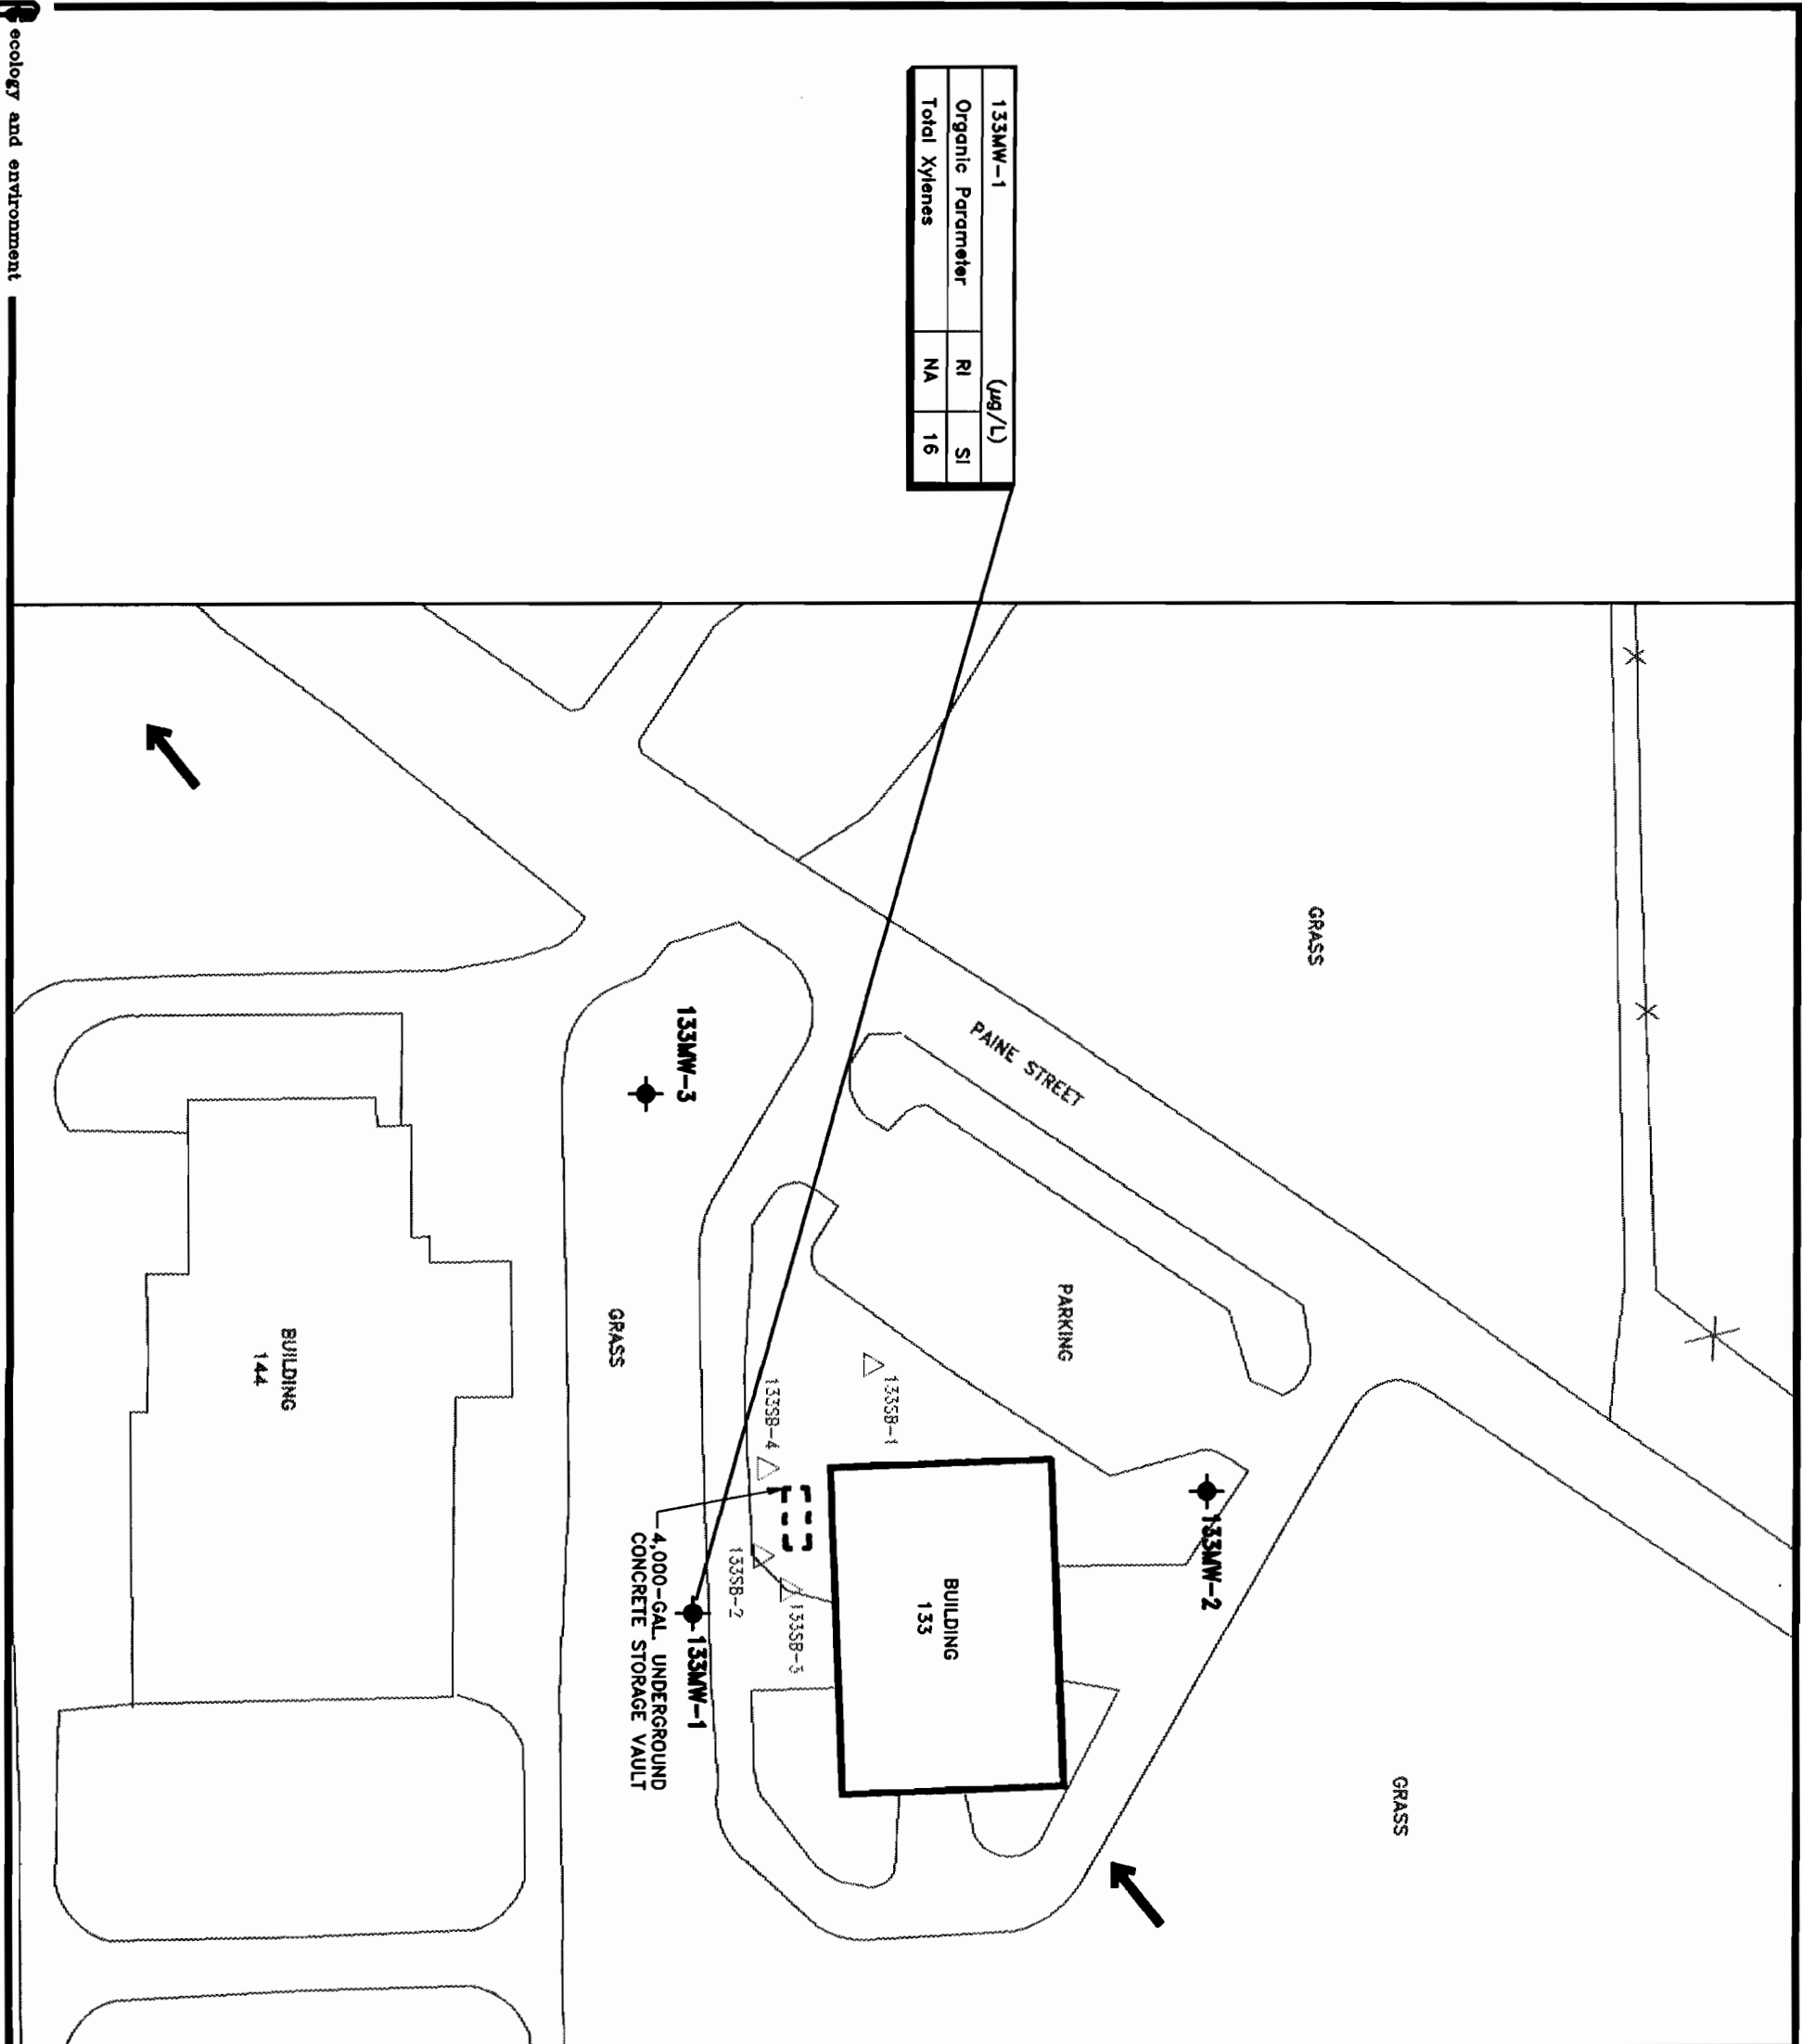 133MW-1 (µg/L)
Organic Parameter RI SI
Total Xylenes NA 16
GRASS
PAINE STREET
133MW-3
PARKING
GRASS
BUILDING
144
133SB-1
133SB-4
133MW-2
BUILDING
133
133SB-2
133SB-3
133MW-1
4,000-GAL. UNDERGROUND
CONCRETE STORAGE VAULT
GRASS
ecology and environment